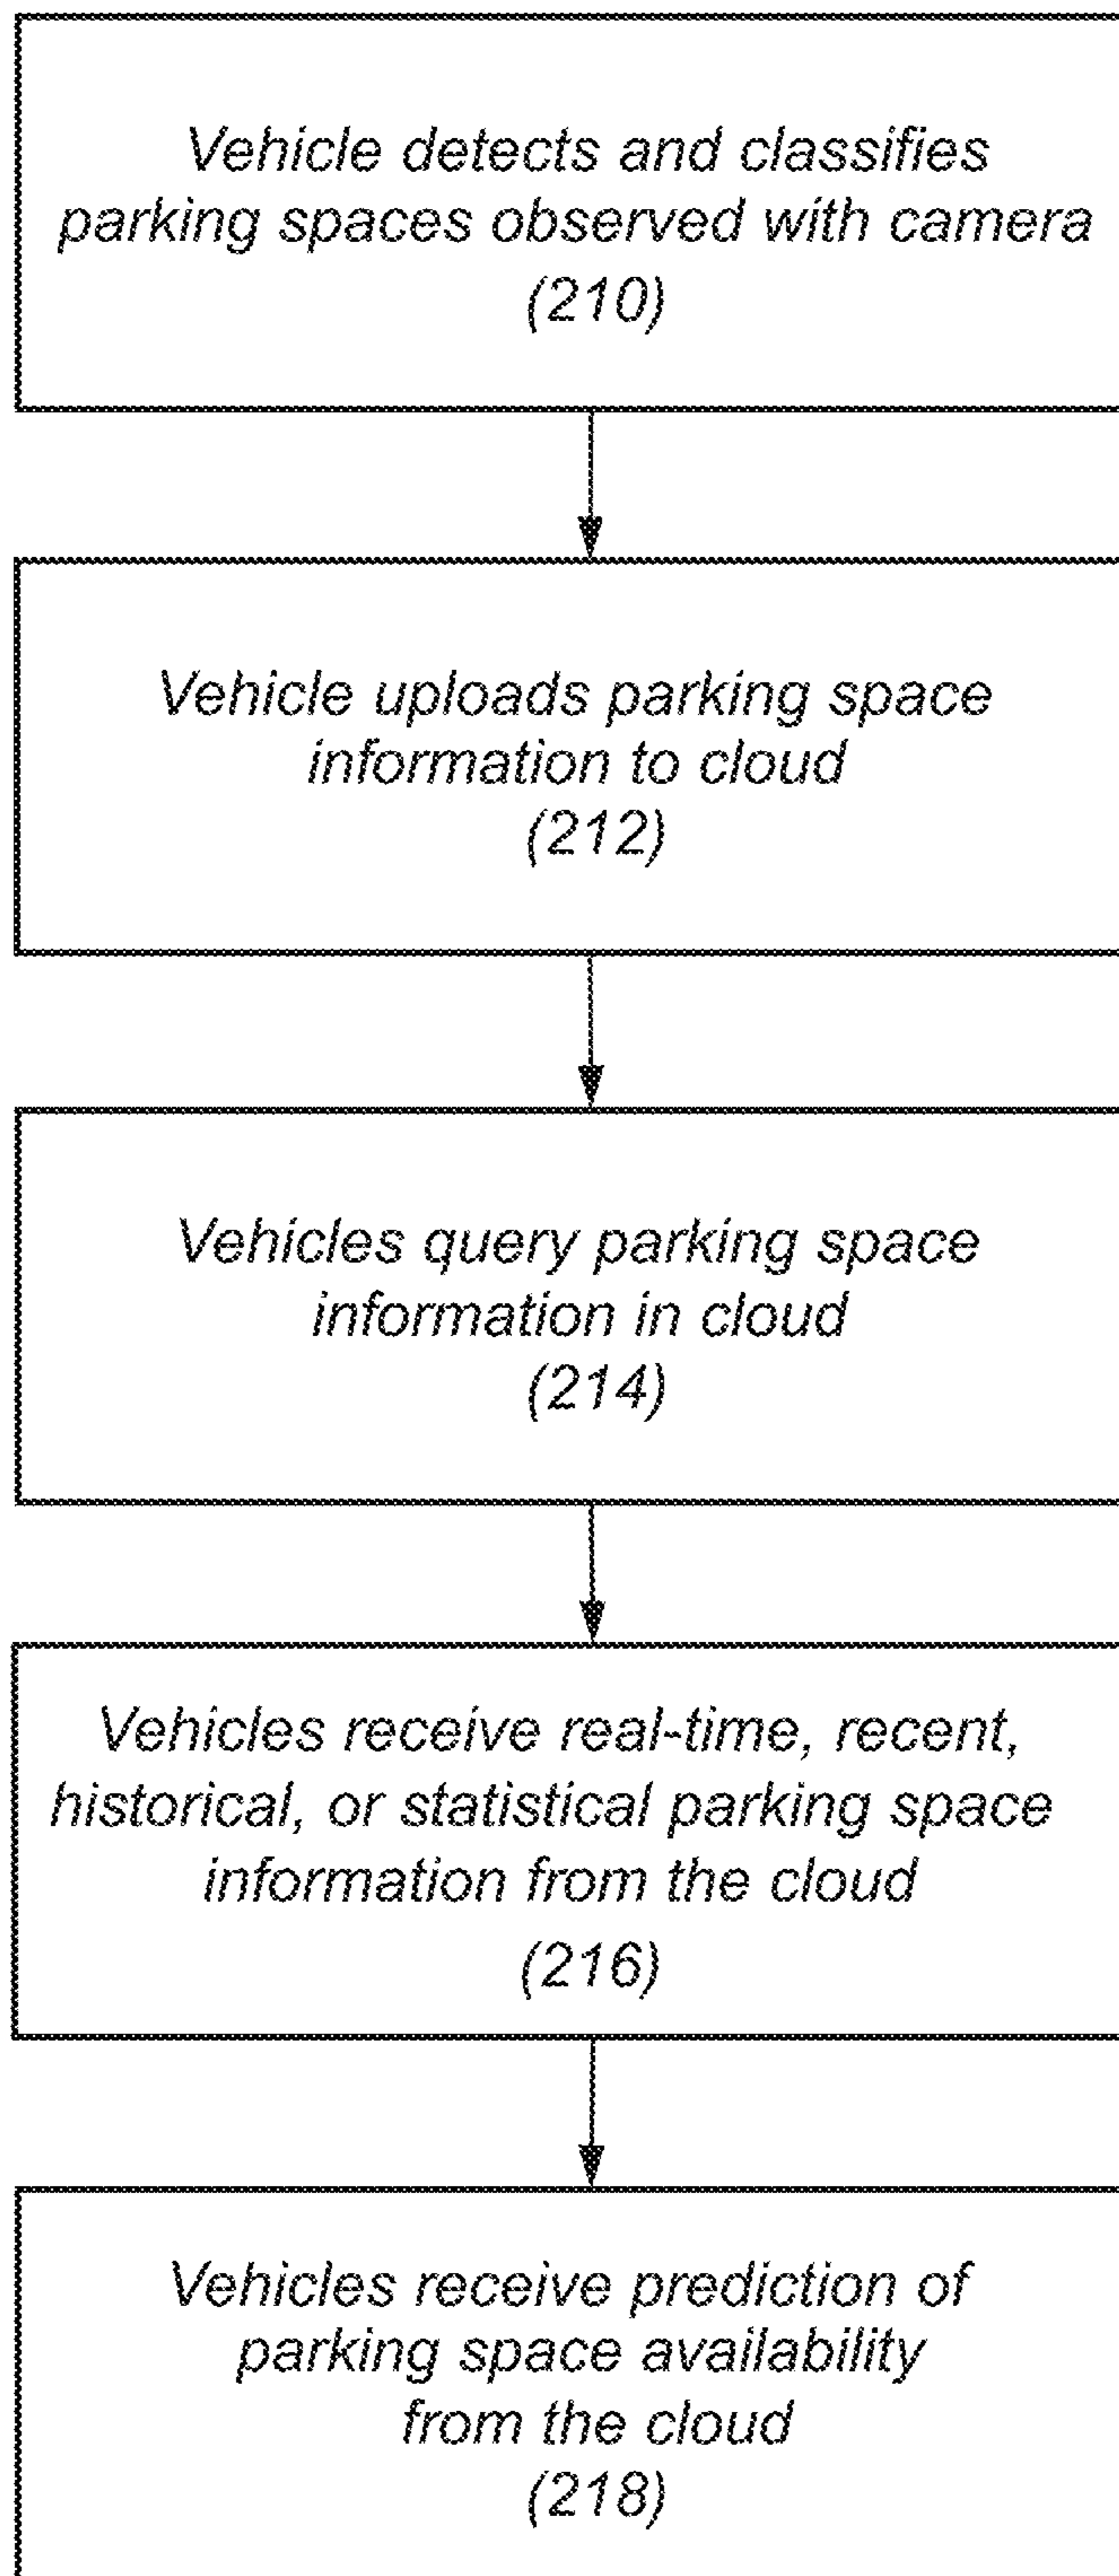 Vehicle detects and classifies
parking spaces observed with camera
(210)
Vehicle uploads parking space
information to cloud
(212)
Vehicles query parking space
information in cloud
(214)
Vehicles receive real-time, recent,
historical, or statistical parking space
information from the cloud
(216)
Vehicles receive prediction of
parking space availability
from the cloud
(218)